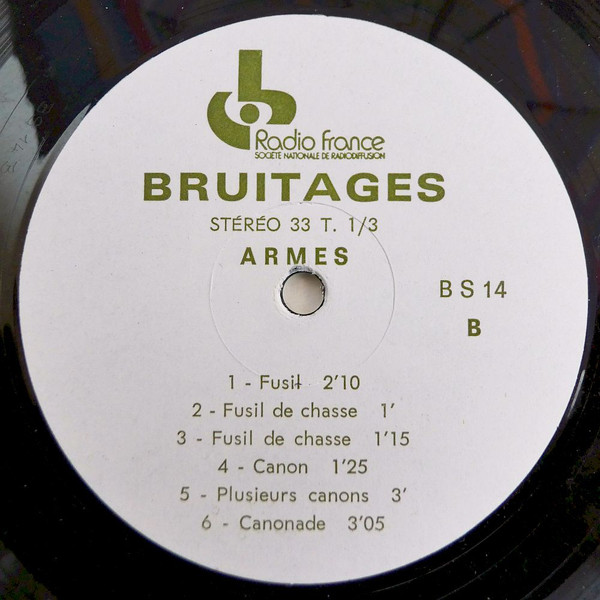 Radio France
SOCIÉTÉ NATIONALE DE RADIODIFFUSION
BRUITAGES
STÉRÉO 33 T. 1/3
ARMES
B S 14
B
1 - Fusil 2'10
2 - Fusil de chasse 1'
3 - Fusil de chasse 1'15
4 - Canon 1'25
5 - Plusieurs canons 3'
6 - Canonade 3'05